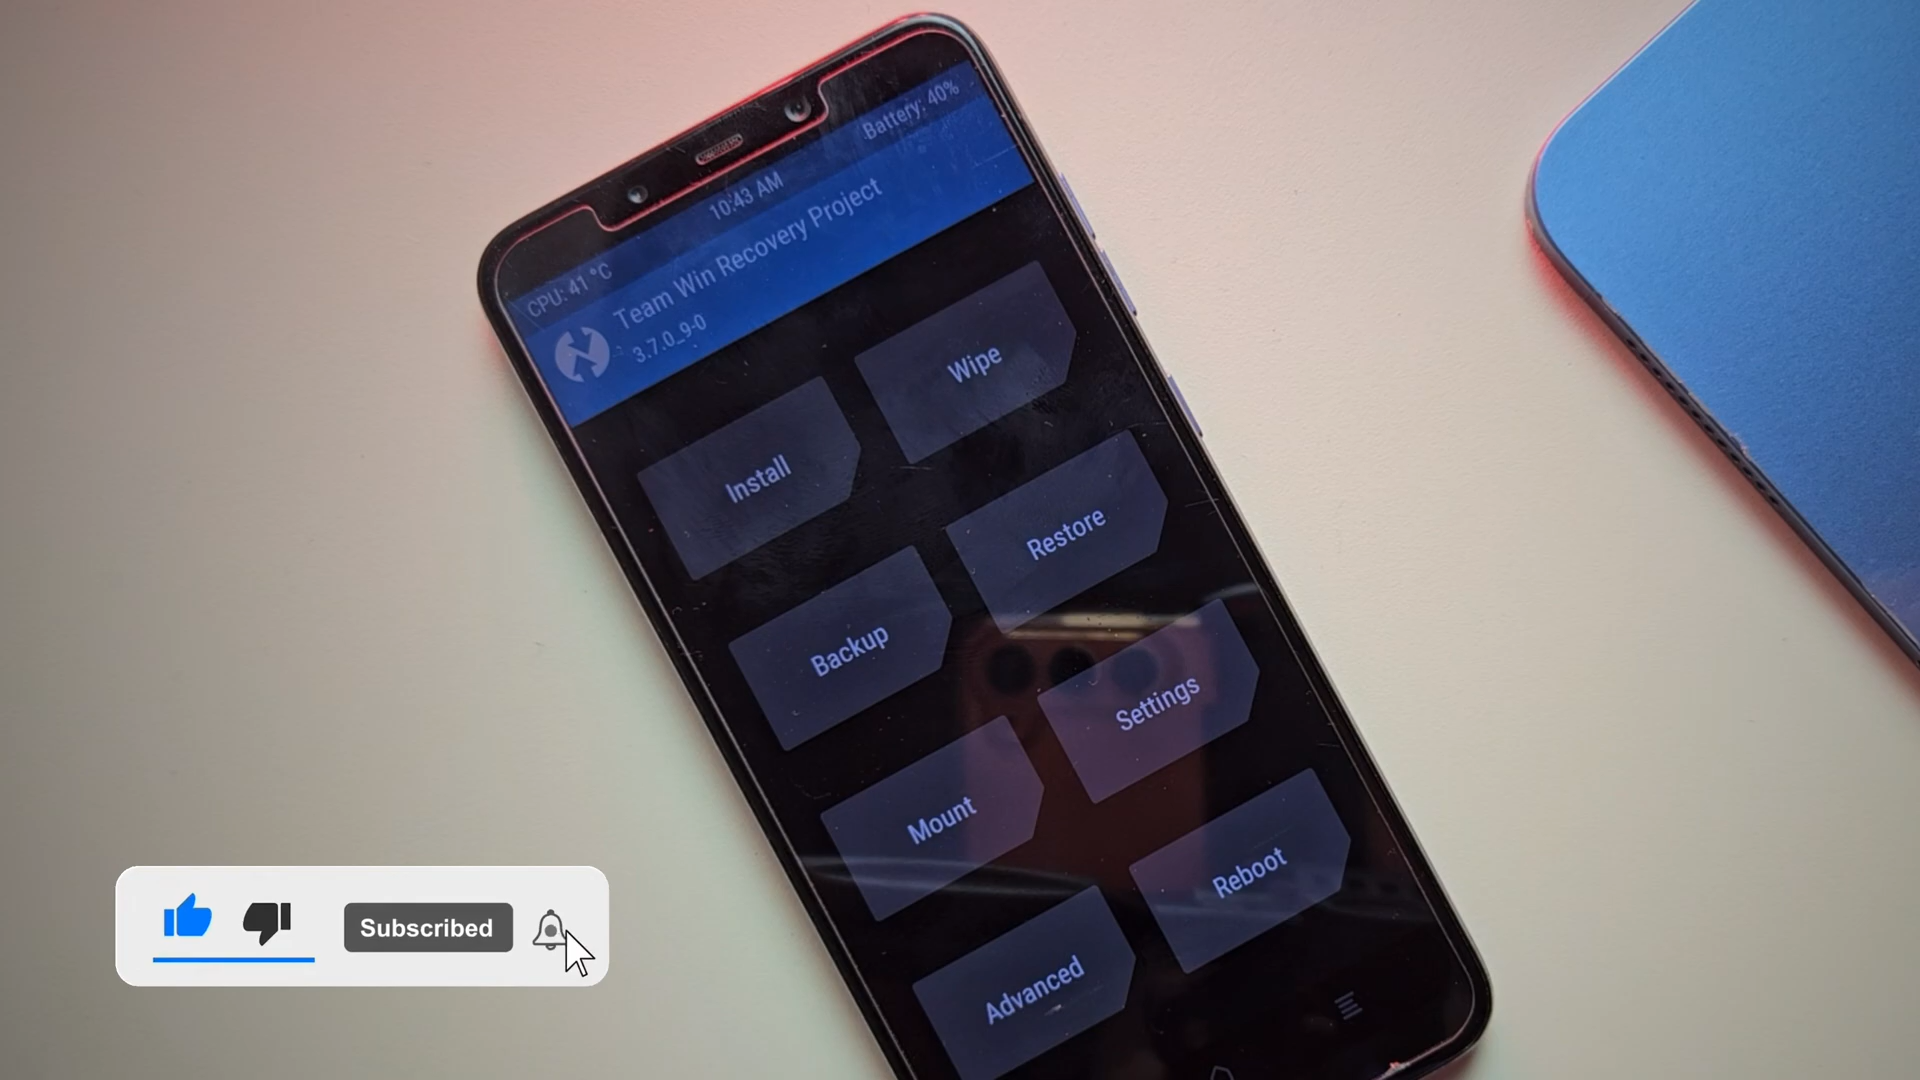 CPU: 41 °C
10:43 AM
Battery: 40%
Team Win Recovery Project
3.7.0_9-0
Install
Wipe
Backup
Restore
Mount
Settings
Advanced
Reboot
Subscribed